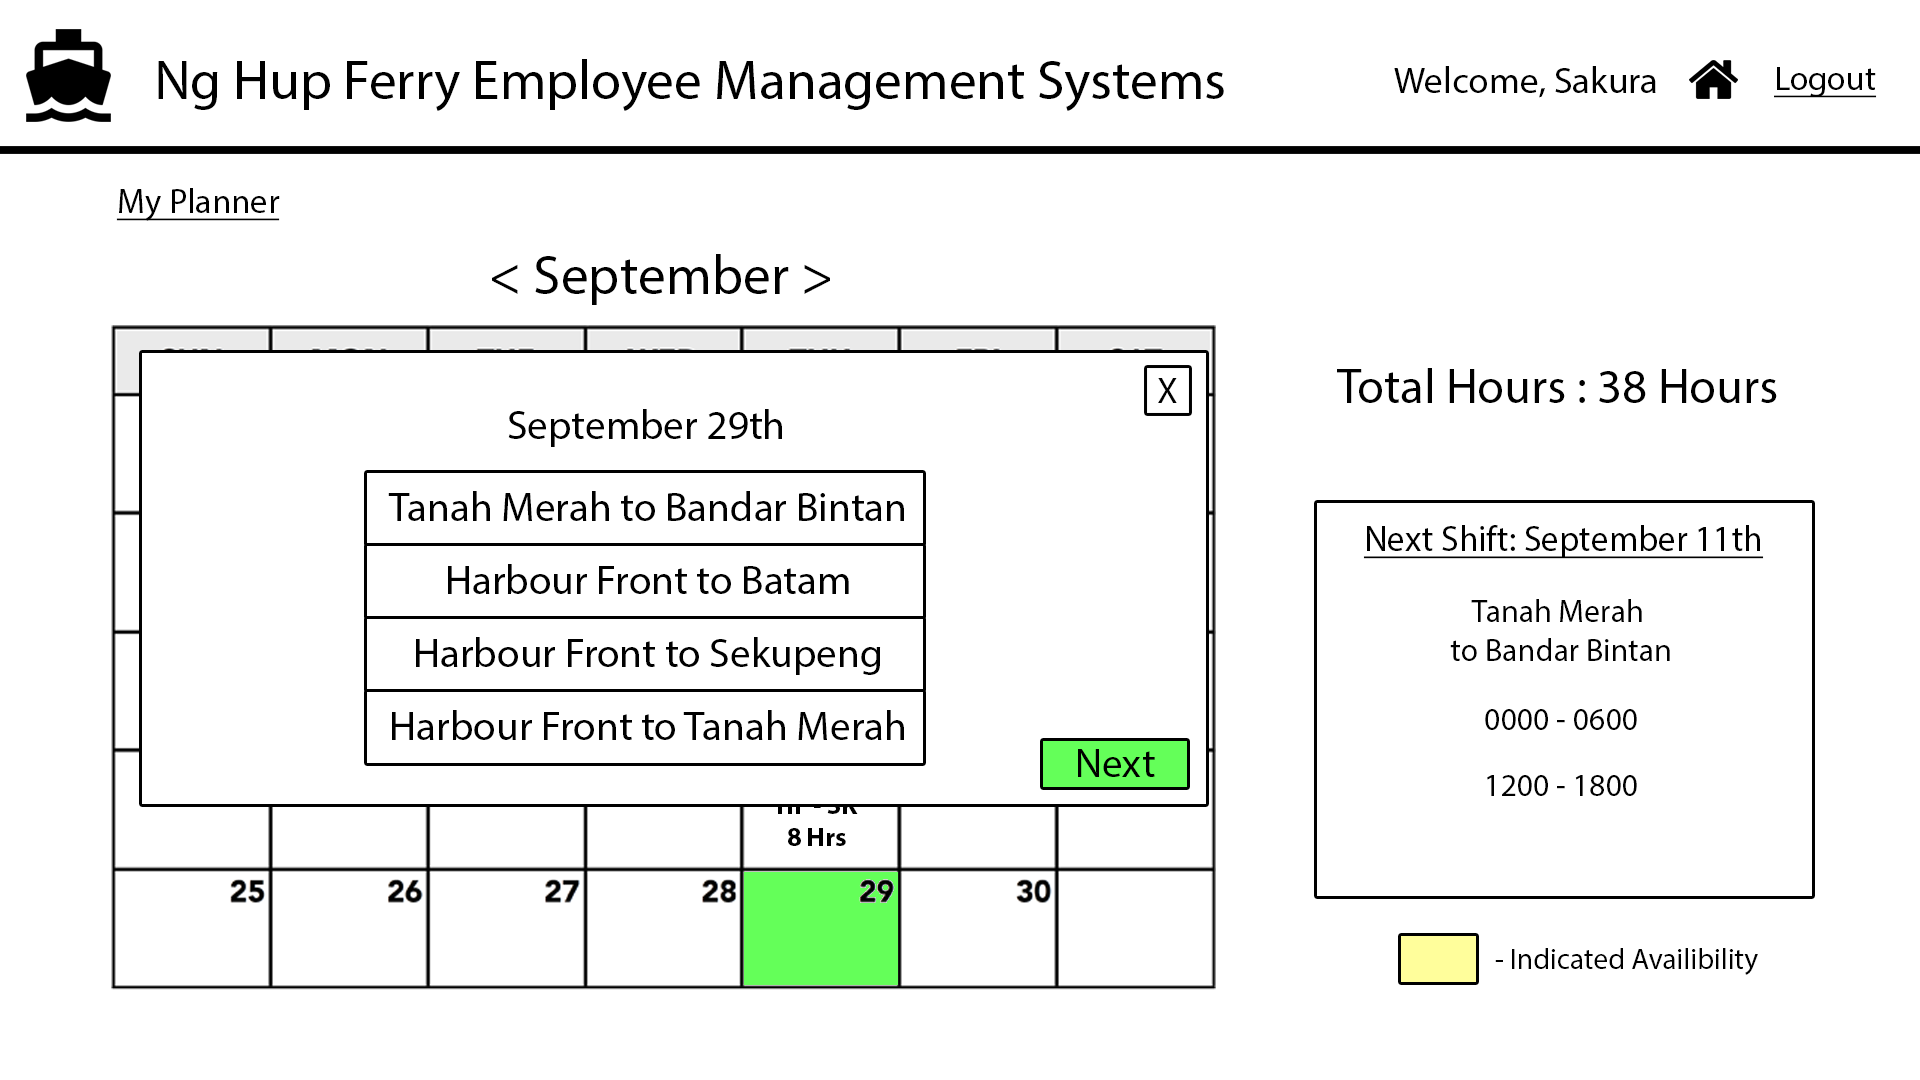 Ng Hup Ferry Employee Management Systems
Welcome, Sakura
Logout
My Planner
< September >
X
September 29th
Tanah Merah to Bandar Bintan
Harbour Front to Batam
Harbour Front to Sekupeng
Harbour Front to Tanah Merah
Next
8 Hrs
25 26 27 28 29 30
Total Hours : 38 Hours
Next Shift: September 11th
Tanah Merah
to Bandar Bintan
0000 - 0600
1200 - 1800
- Indicated Availibility